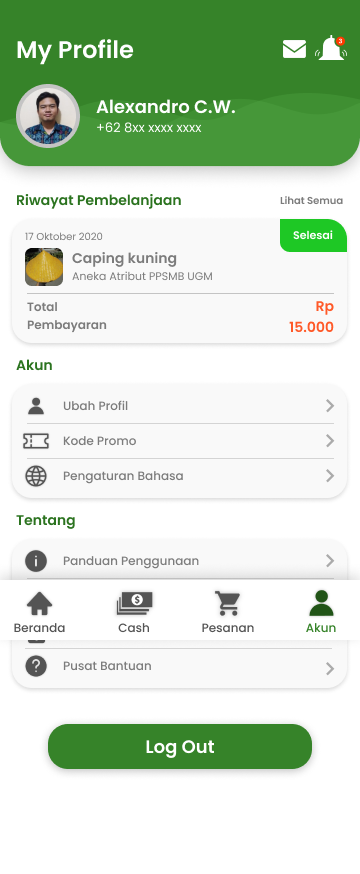 My Profile
3
Alexandro C.W.
+62 8xx xxxx xxxx
Riwayat Pembelanjaan
Lihat Semua
17 Oktober 2020
Selesai
Caping kuning
Aneka Atribut PPSMB UGM
Total
Pembayaran
Rp
15.000
Akun
Ubah Profil
Kode Promo
Pengaturan Bahasa
Tentang
Panduan Penggunaan
Beranda
Cash
Pesanan
Akun
Pusat Bantuan
Log Out